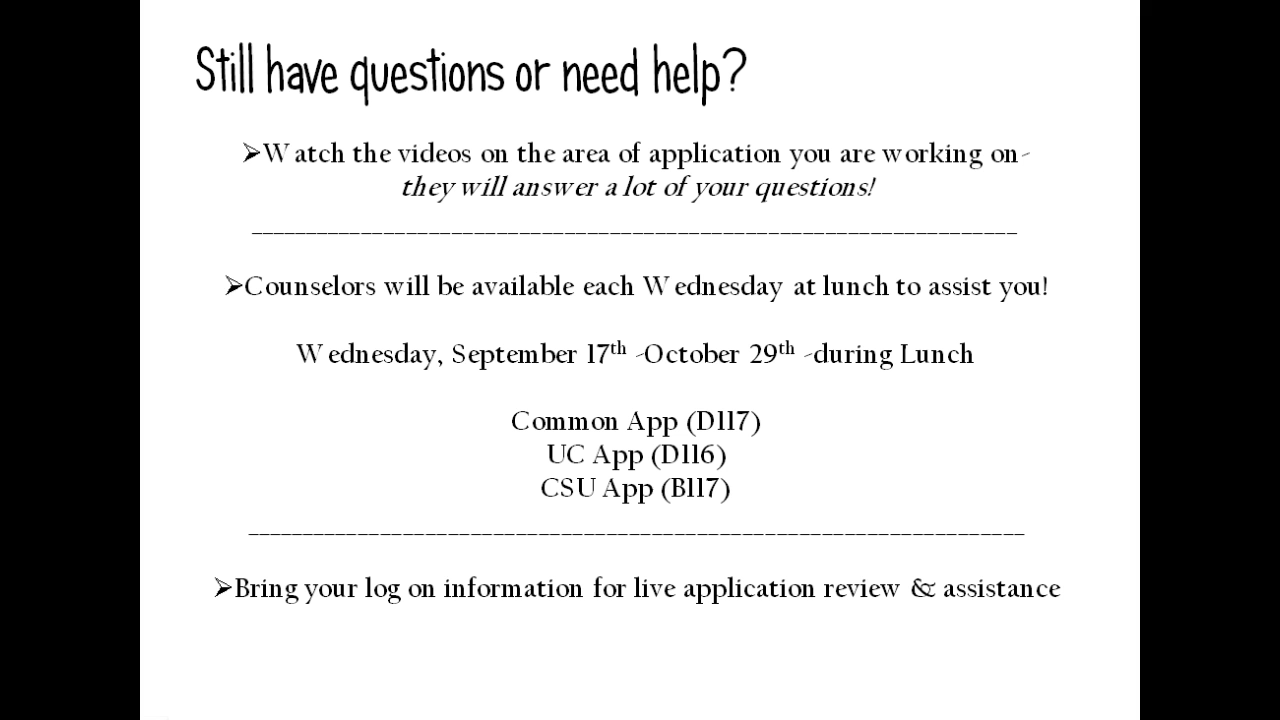 Still have questions or need help?
➢Watch the videos on the area of application you are working on-
they will answer a lot of your questions!
______________________________________________________________________
➢Counselors will be available each Wednesday at lunch to assist you!
Wednesday, September 17th -October 29th -during Lunch
Common App (D117)
UC App (D116)
CSU App (B117)
_______________________________________________________________________
➢Bring your log on information for live application review & assistance